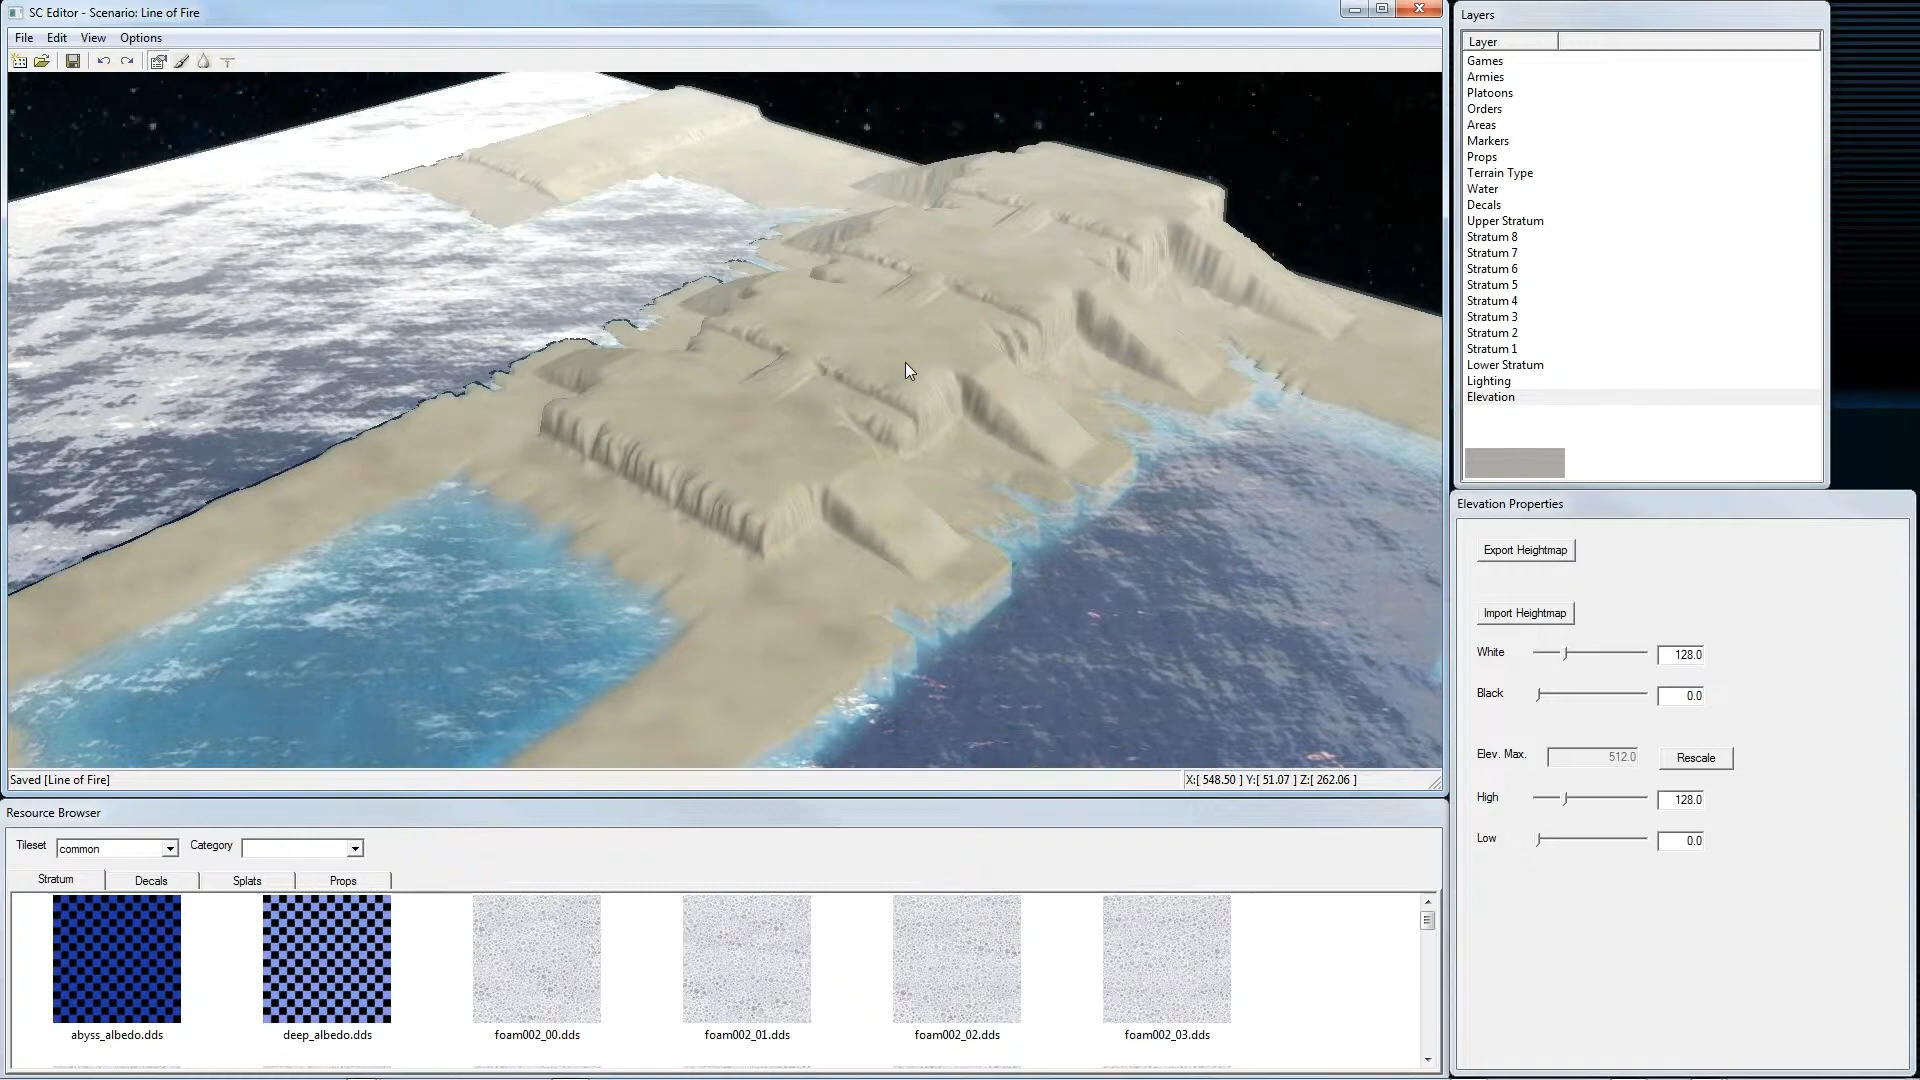 SC Editor - Scenario: Line of Fire
File Edit View Options
Saved [Line of Fire]
X:[ 548.50 ] Y:[ 51.07 ] Z:[ 262.06 ]
Resource Browser
Tileset common Category
Stratum Decals Splats Props
abyss_albedo.dds deep_albedo.dds foam002_00.dds foam002_01.dds foam002_02.dds foam002_03.dds
Layers
Layer
Games
Armies
Platoons
Orders
Areas
Markers
Props
Terrain Type
Water
Decals
Upper Stratum
Stratum 8
Stratum 7
Stratum 6
Stratum 5
Stratum 4
Stratum 3
Stratum 2
Stratum 1
Lower Stratum
Lighting
Elevation
Elevation Properties
Export Heightmap
Import Heightmap
White 128.0
Black 0.0
Elev. Max. 512.0 Rescale
High 128.0
Low 0.0